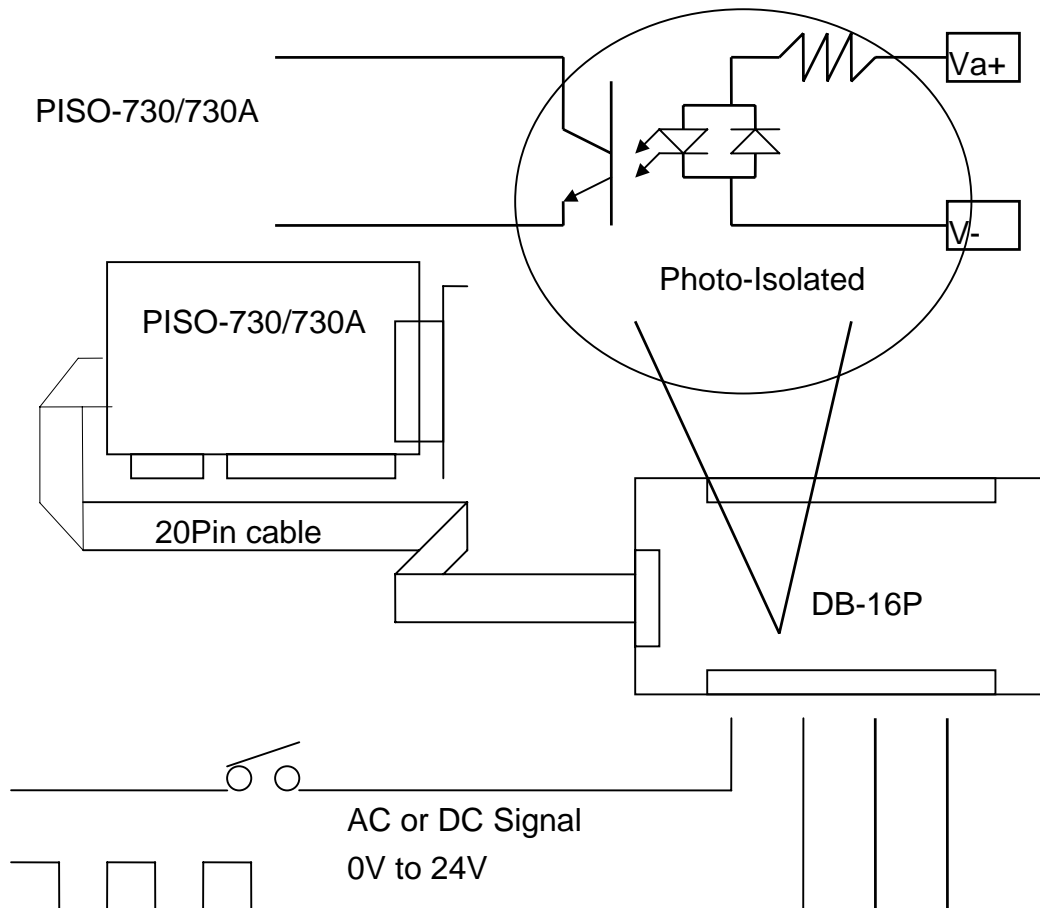 Va+
PISO-730/730A
V-
Photo-Isolated
PISO-730/730A
20Pin cable
DB-16P
AC or DC Signal
0V to 24V